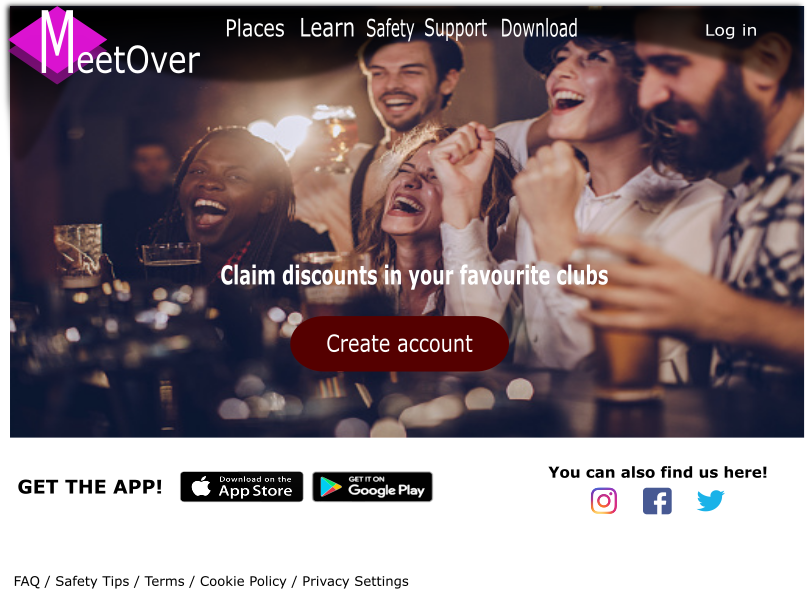 MeetOver
Places Learn Safety Support Download Log in
Claim discounts in your favourite clubs
Create account
GET THE APP!
Download on the
App Store
GET IT ON
Google Play
You can also find us here!
FAQ / Safety Tips / Terms / Cookie Policy / Privacy Settings